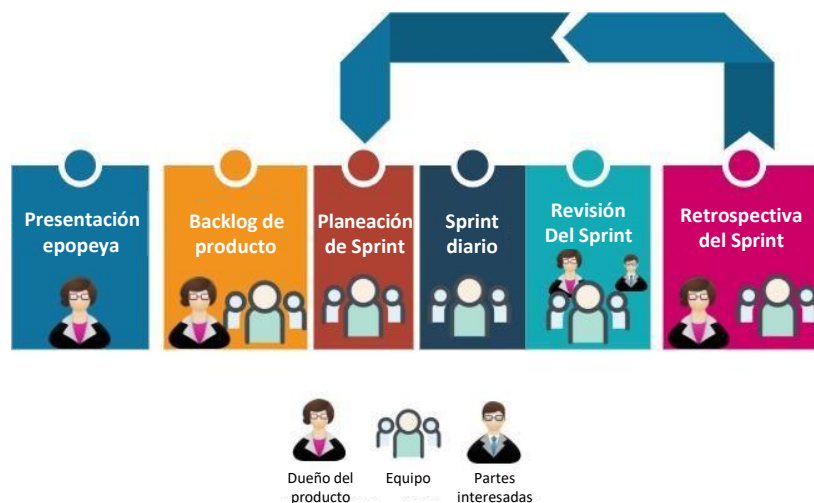 Presentación
epopeya
Backlog de
producto
Planeación
de Sprint
Sprint
diario
Revisión
Del Sprint
Retrospectiva
del Sprint
Dueño del
producto
Equipo
Partes
interesadas